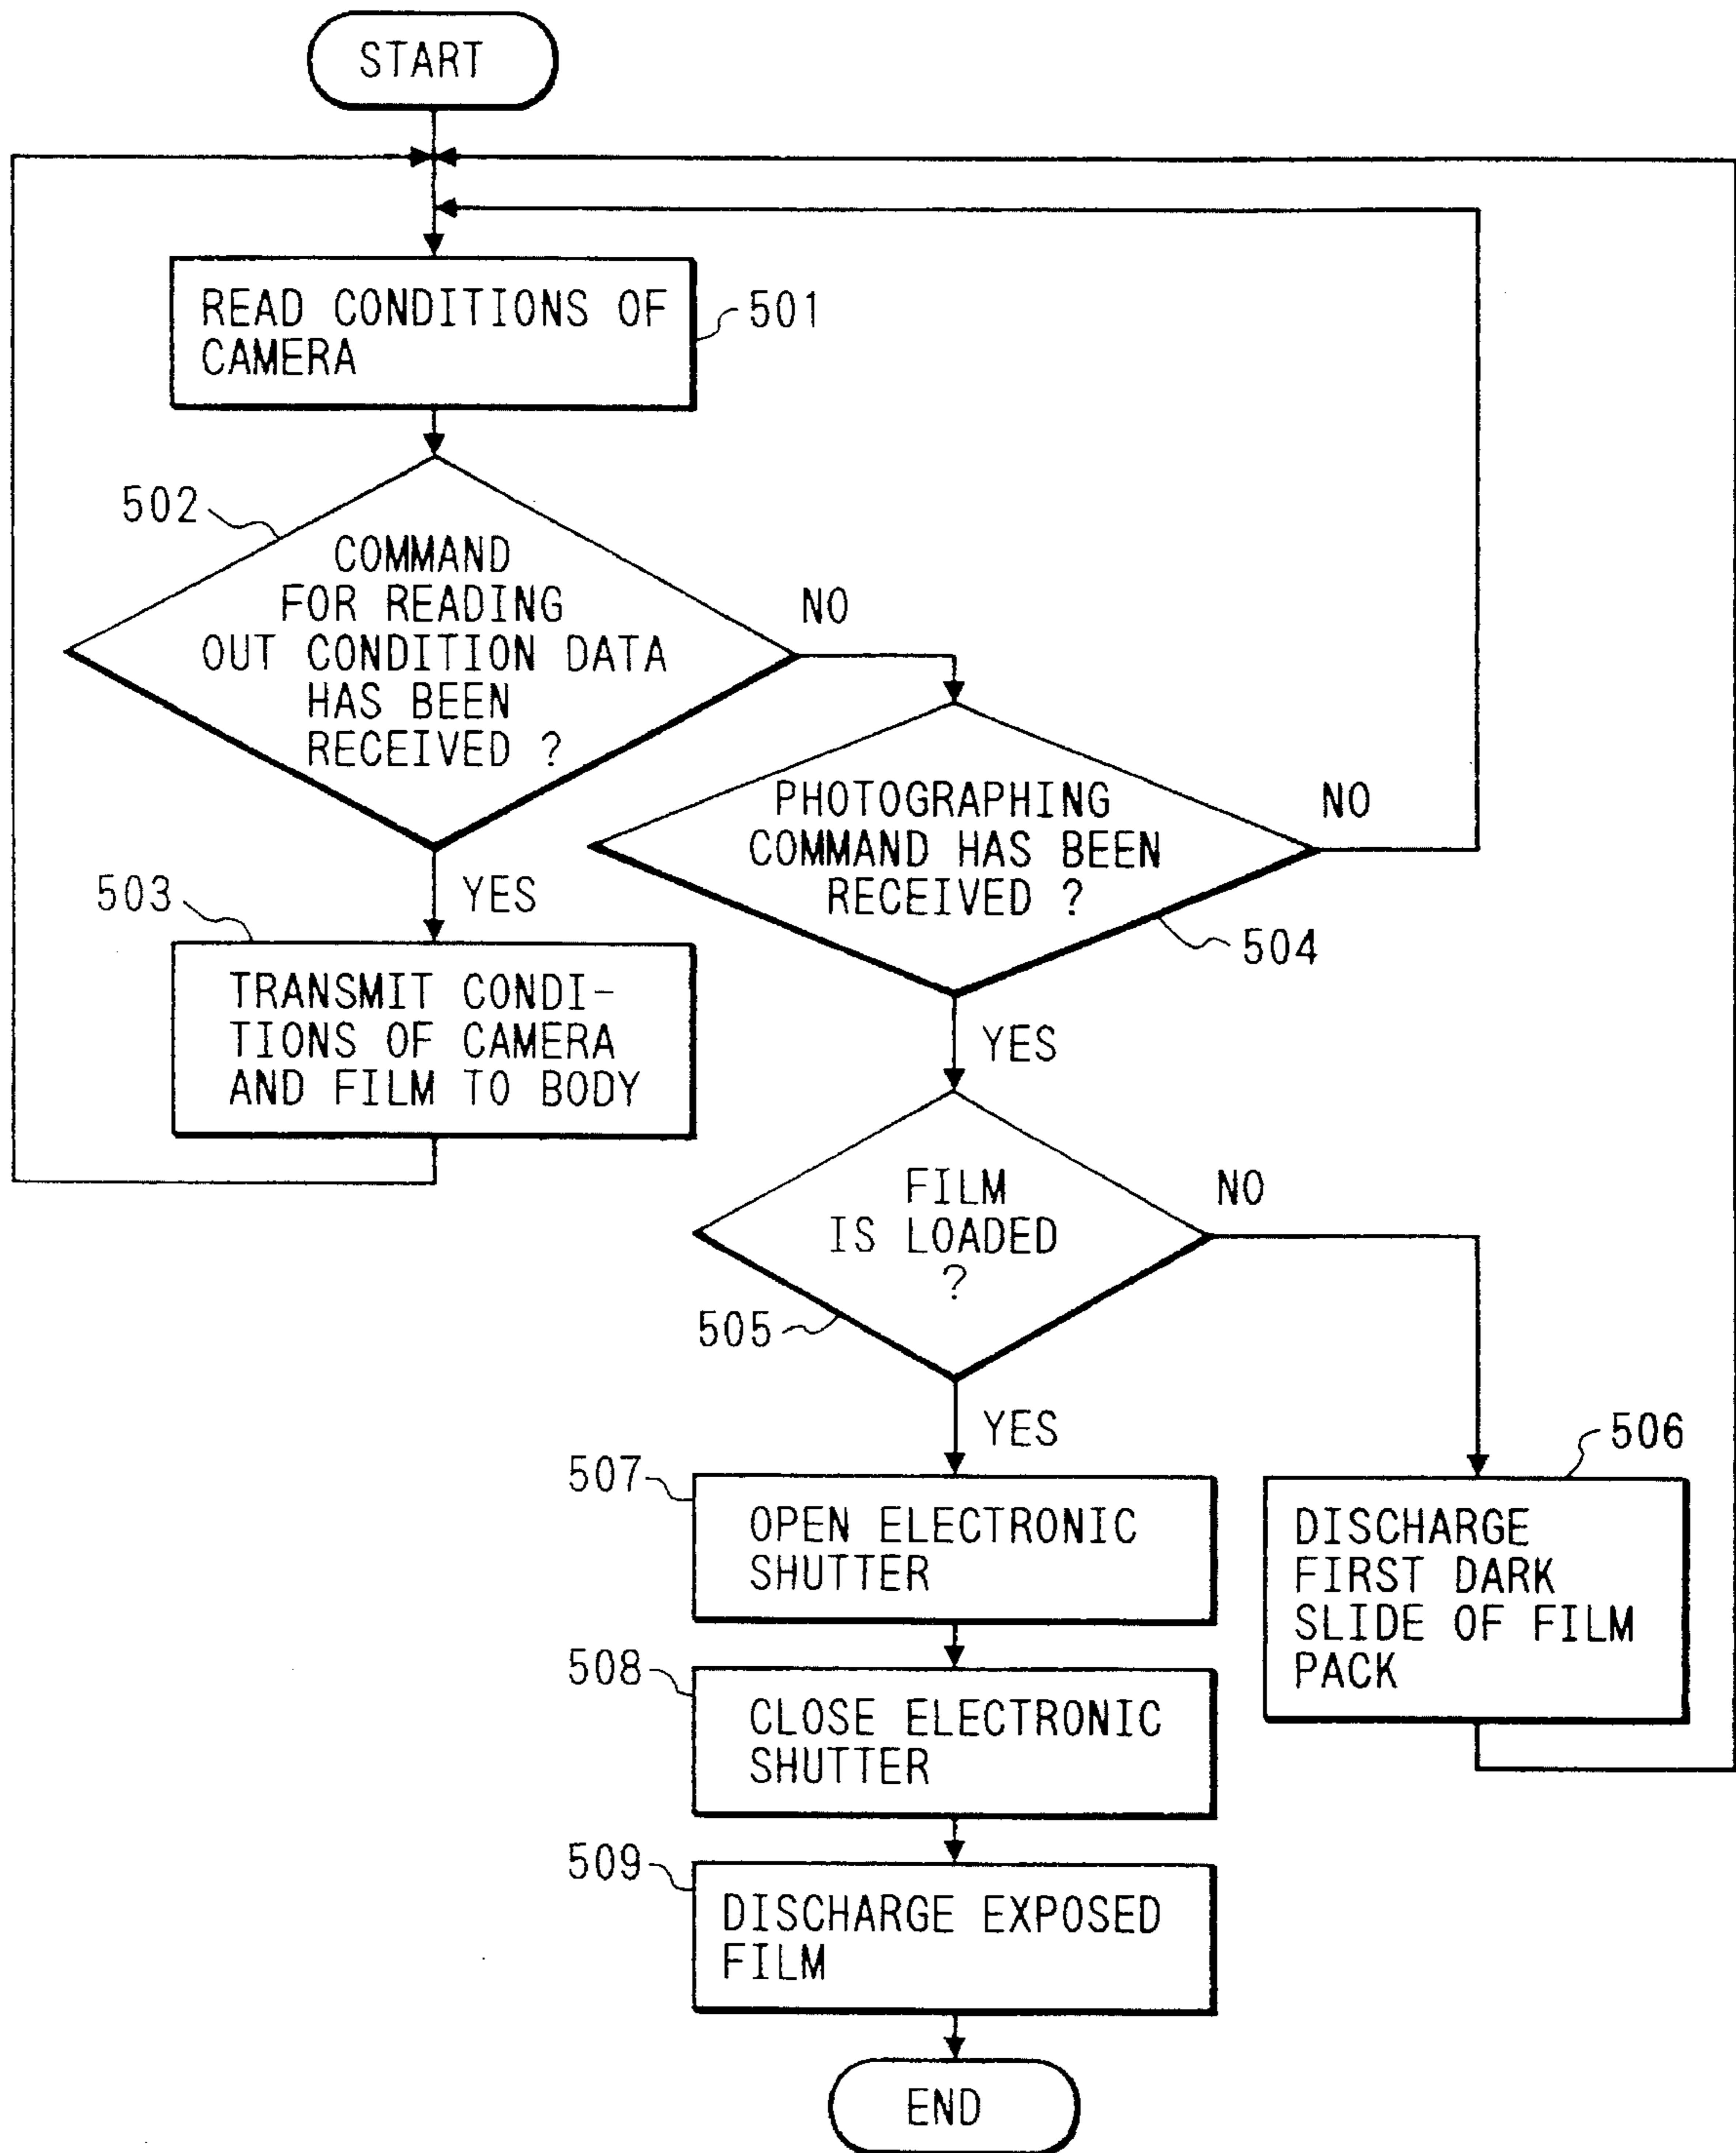 START
READ CONDITIONS OF
CAMERA
501
502
COMMAND
FOR READING
OUT CONDITION DATA
HAS BEEN
RECEIVED ?
NO
YES
503
TRANSMIT CONDI-
TIONS OF CAMERA
AND FILM TO BODY
PHOTOGRAPHING
COMMAND HAS BEEN
RECEIVED ?
NO
504
YES
FILM
IS LOADED
?
NO
505
YES
506
DISCHARGE
FIRST DARK
SLIDE OF FILM
PACK
507
OPEN ELECTRONIC
SHUTTER
508
CLOSE ELECTRONIC
SHUTTER
509
DISCHARGE EXPOSED
FILM
END